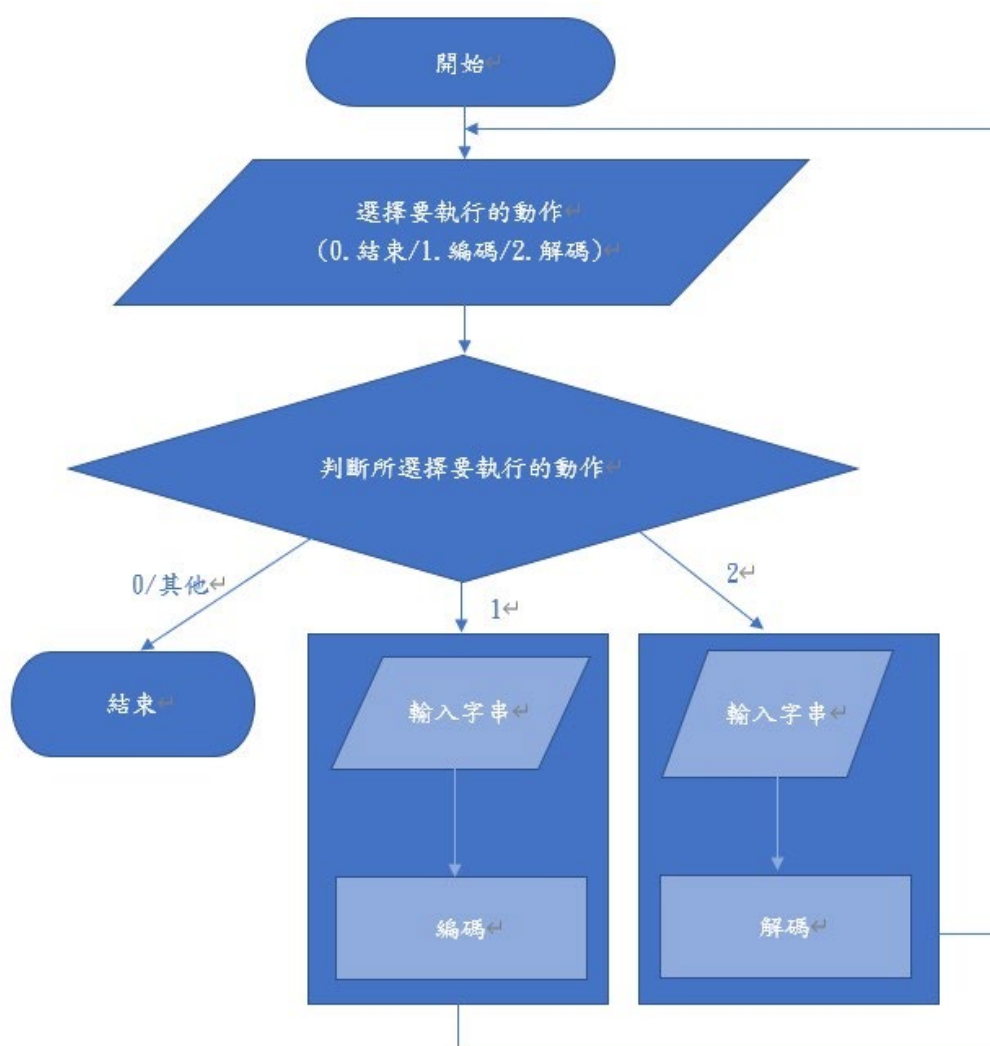 開始
選擇要執行的動作
(0.結束/1.編碼/2.解碼)
判斷所選擇要執行的動作
0/其他
1
2
結束
輸入字串
輸入字串
編碼
解碼